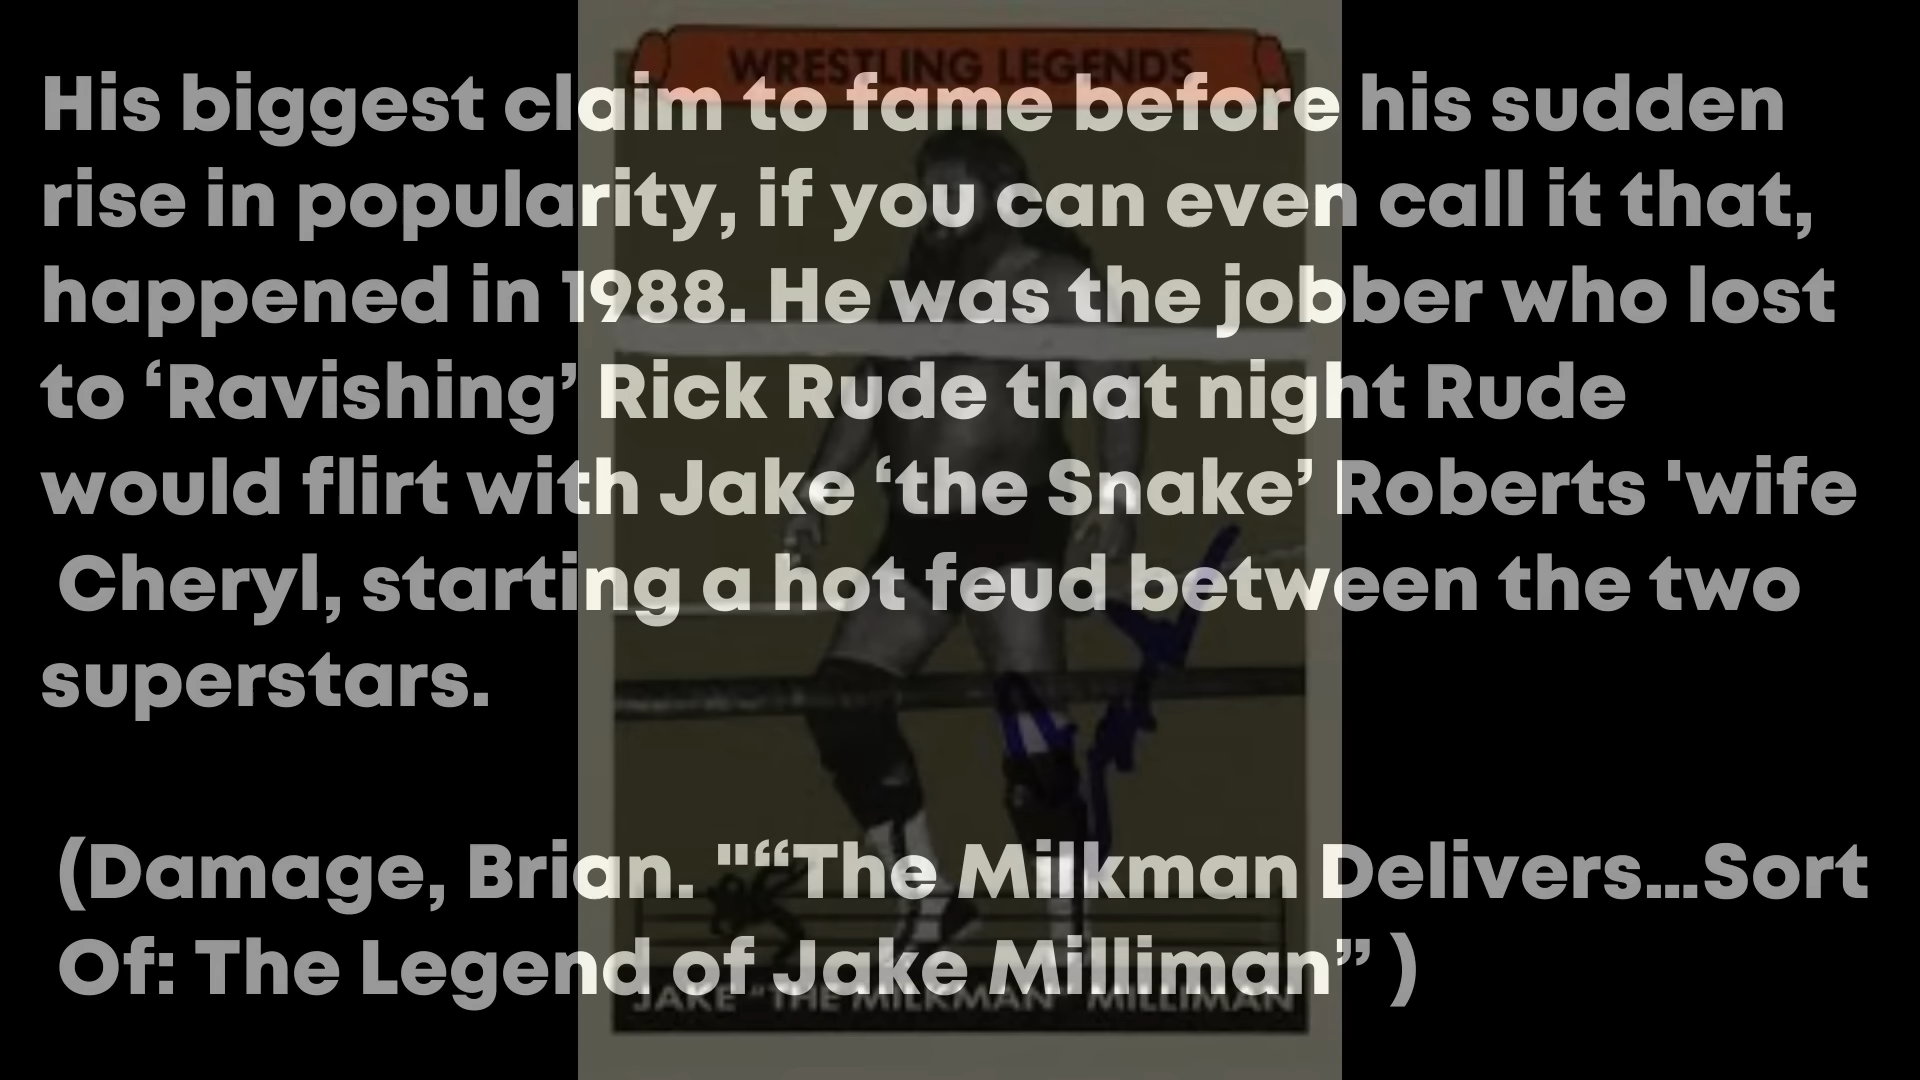 WRESTLING LEGENDS
His biggest claim to fame before his sudden
rise in popularity, if you can even call it that,
happened in 1988. He was the jobber who lost
to ‘Ravishing’ Rick Rude that night Rude
would flirt with Jake ‘the Snake’ Roberts 'wife
Cheryl, starting a hot feud between the two
superstars.
(Damage, Brian. "“The Milkman Delivers...Sort
Of: The Legend of Jake Milliman” )
JAKE "THE MILKMAN" MILLIMAN